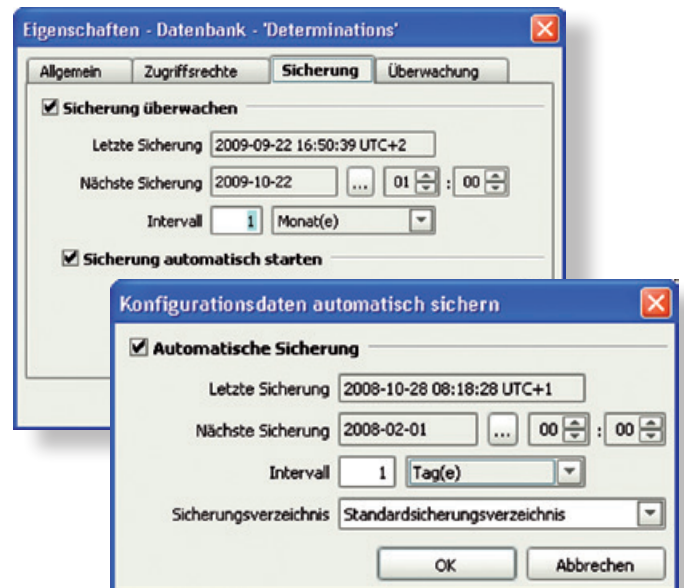 Eigenschaften - Datenbank - 'Determinations'
Allgemein Zugriffsrechte Sicherung Überwachung
Sicherung überwachen
Letzte Sicherung 2009-09-22 16:50:39 UTC+2
Nächste Sicherung 2009-10-22 ... 01 : 00
Intervall 1 Monat(e)
Sicherung automatisch starten
Konfigurationsdaten automatisch sichern
Automatische Sicherung
Letzte Sicherung 2008-10-28 08:18:28 UTC+1
Nächste Sicherung 2008-02-01 ... 00 : 00
Intervall 1 Tag(e)
Sicherungsverzeichnis Standardsicherungsverzeichnis
OK Abbrechen